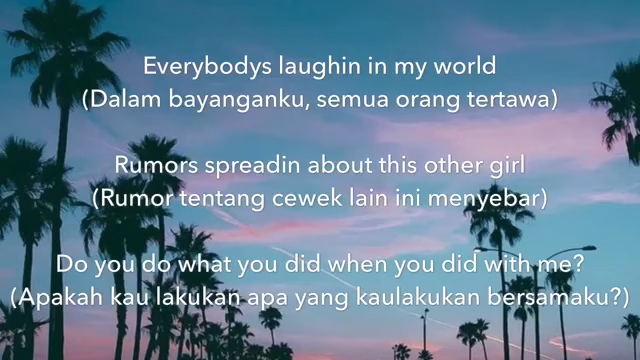 Everybodys laughin in my world
(Dalam bayanganku, semua orang tertawa)
Rumors spreadin about this other girl
(Rumor tentang cewek lain ini menyebar)
Do you do what you did when you did with me?
(Apakah kau lakukan apa yang kaulakukan bersamaku?)